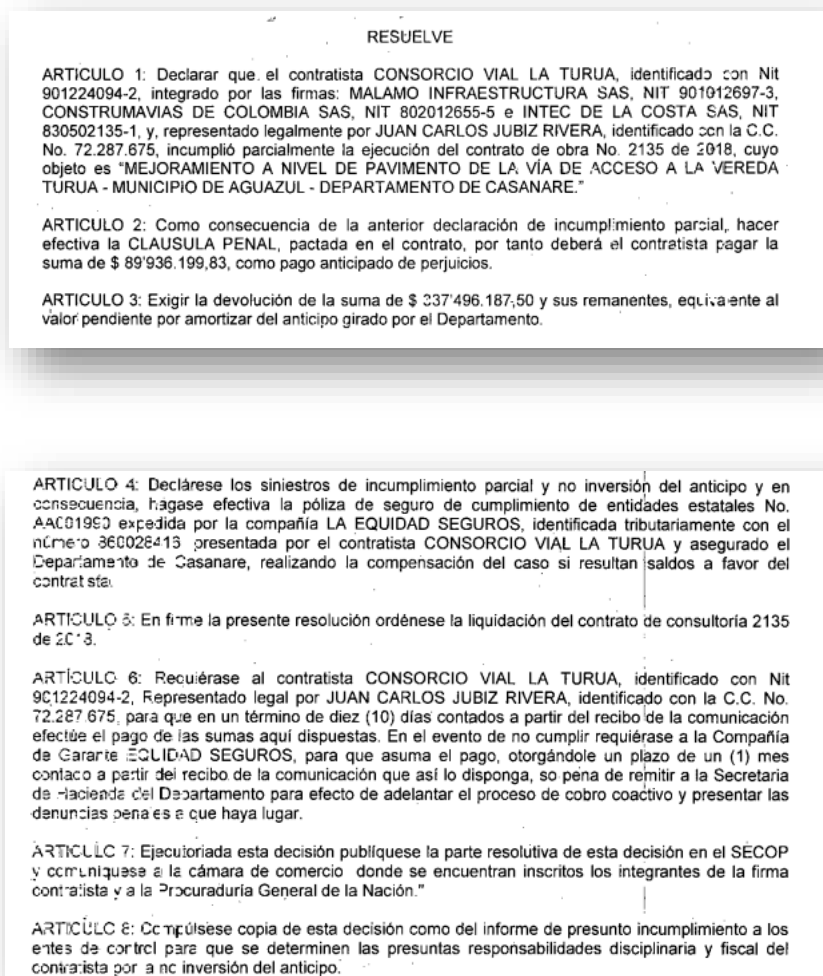 RESUELVE
ARTICULO 1: Declarar que el contratista CONSORCIO VIAL LA TURUA, identificado con Nit
901224094-2, integrado por las firmas: MALAMO INFRAESTRUCTURA SAS, NIT 901012697-3,
CONSTRUMAVIAS DE COLOMBIA SAS, NIT 802012655-5 e INTEC DE LA COSTA SAS, NIT
830502135-1, y, representado legalmente por JUAN CARLOS JUBIZ RIVERA, identificado con la C.C.
No. 72.287.675, incumplió parcialmente la ejecución del contrato de obra No. 2135 de 2018, cuyo
objeto es "MEJORAMIENTO A NIVEL DE PAVIMENTO DE LA VÍA DE ACCESO A LA VEREDA
TURUA - MUNICIPIO DE AGUAZUL - DEPARTAMENTO DE CASANARE."
ARTICULO 2: Como consecuencia de la anterior declaración de incumplimiento parcial, hacer
efectiva la CLAUSULA PENAL, pactada en el contrato, por tanto deberá el contratista pagar la
suma de $ 89'936.199,83, como pago anticipado de perjuicios.
ARTICULO 3: Exigir la devolución de la suma de $ y sus remanentes, equivalente al
valor pendiente por amortizar del anticipo girado por el Departamento.
ARTICULO 4: Declárese los siniestros de incumplimiento parcial y no inversión del anticipo y en
consecuencia, hágase efectiva la póliza de seguro de cumplimiento de entidades estatales No.
expedida por la compañía LA EQUIDAD SEGUROS, identificada tributariamente con el
número presentada por el contratista CONSORCIO VIAL LA TURUA y asegurado el
Departamento de Casanare, realizando la compensación del caso si resultan saldos a favor del
contratista.
ARTICULO 5: En firme la presente resolución ordénese la liquidación del contrato de consultoría 2135
de 2018.
ARTÍCULO 6: Requiérase al contratista CONSORCIO VIAL LA TURUA, identificado con Nit
901224094-2, Representado legal por JUAN CARLOS JUBIZ RIVERA, identificado con la C.C. No.
72.287.675, para que en un término de diez (10) días contados a partir del recibo de la comunicación
efectúe el pago de las sumas aquí dispuestas. En el evento de no cumplir requiérase a la Compañía
de Garante EQUIDAD SEGUROS, para que asuma el pago, otorgándole un plazo de un (1) mes
contado a partir del recibo de la comunicación que así lo disponga, so pena de remitir a la Secretaria
de Hacienda del Departamento para efecto de adelantar el proceso de cobro coactivo y presentar las
denuncias penales a que haya lugar.
ARTICULO 7: Ejecutoriada esta decisión publíquese la parte resolutiva de esta decisión en el SECOP
y comuníquese a la cámara de comercio donde se encuentran inscritos los integrantes de la firma
contratista y a la Procuraduría General de la Nación."
ARTICULO 8: Compúlsese copia de esta decisión como del informe de presunto incumplimiento a los
entes de control para que se determinen las presuntas responsabilidades disciplinaria y fiscal del
contratista por la no inversión del anticipo.